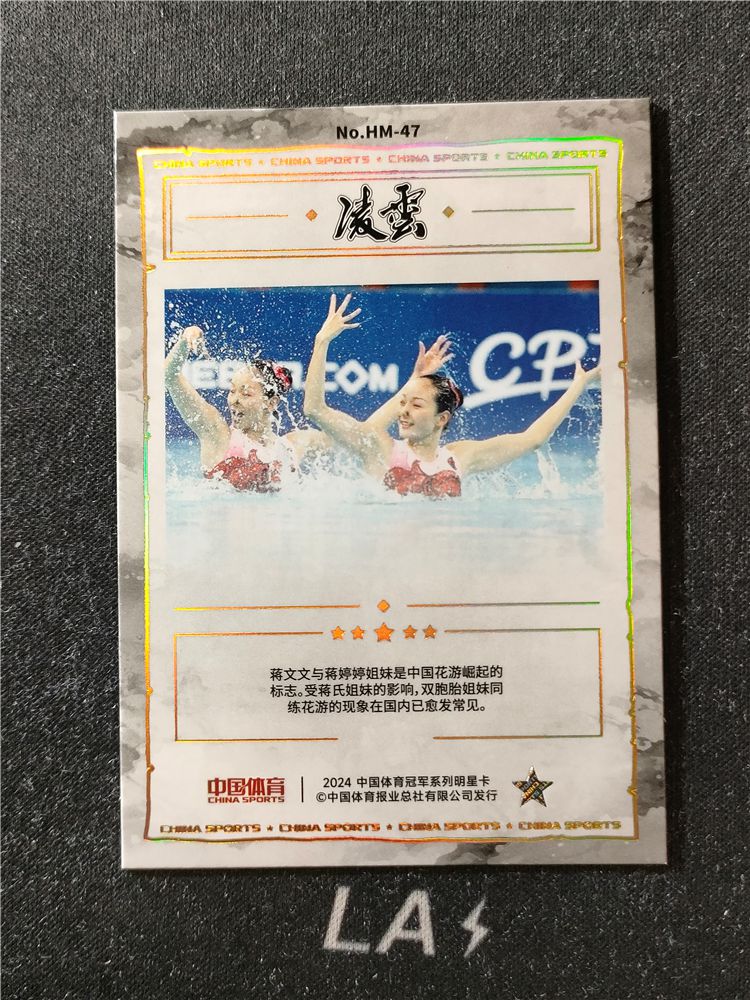 No.HM-47
CHINA SPORTS ★ CHINA SPORTS ★ CHINA SPORTS ★ CHINA SPORTS
凌雲
.COM
CP
蒋文文与蒋婷婷姐妹是中国花游崛起的
标志。受蒋氏姐妹的影响，双胞胎姐妹同
练花游的现象在国内已愈发常见。
中国体育
CHINA SPORTS
2024 中国体育冠军系列明星卡
©中国体育报业总社有限公司发行
CHINA SPORTS ★ CHINA SPORTS ★ CHINA SPORTS ★ CHINA SPORTS
LA